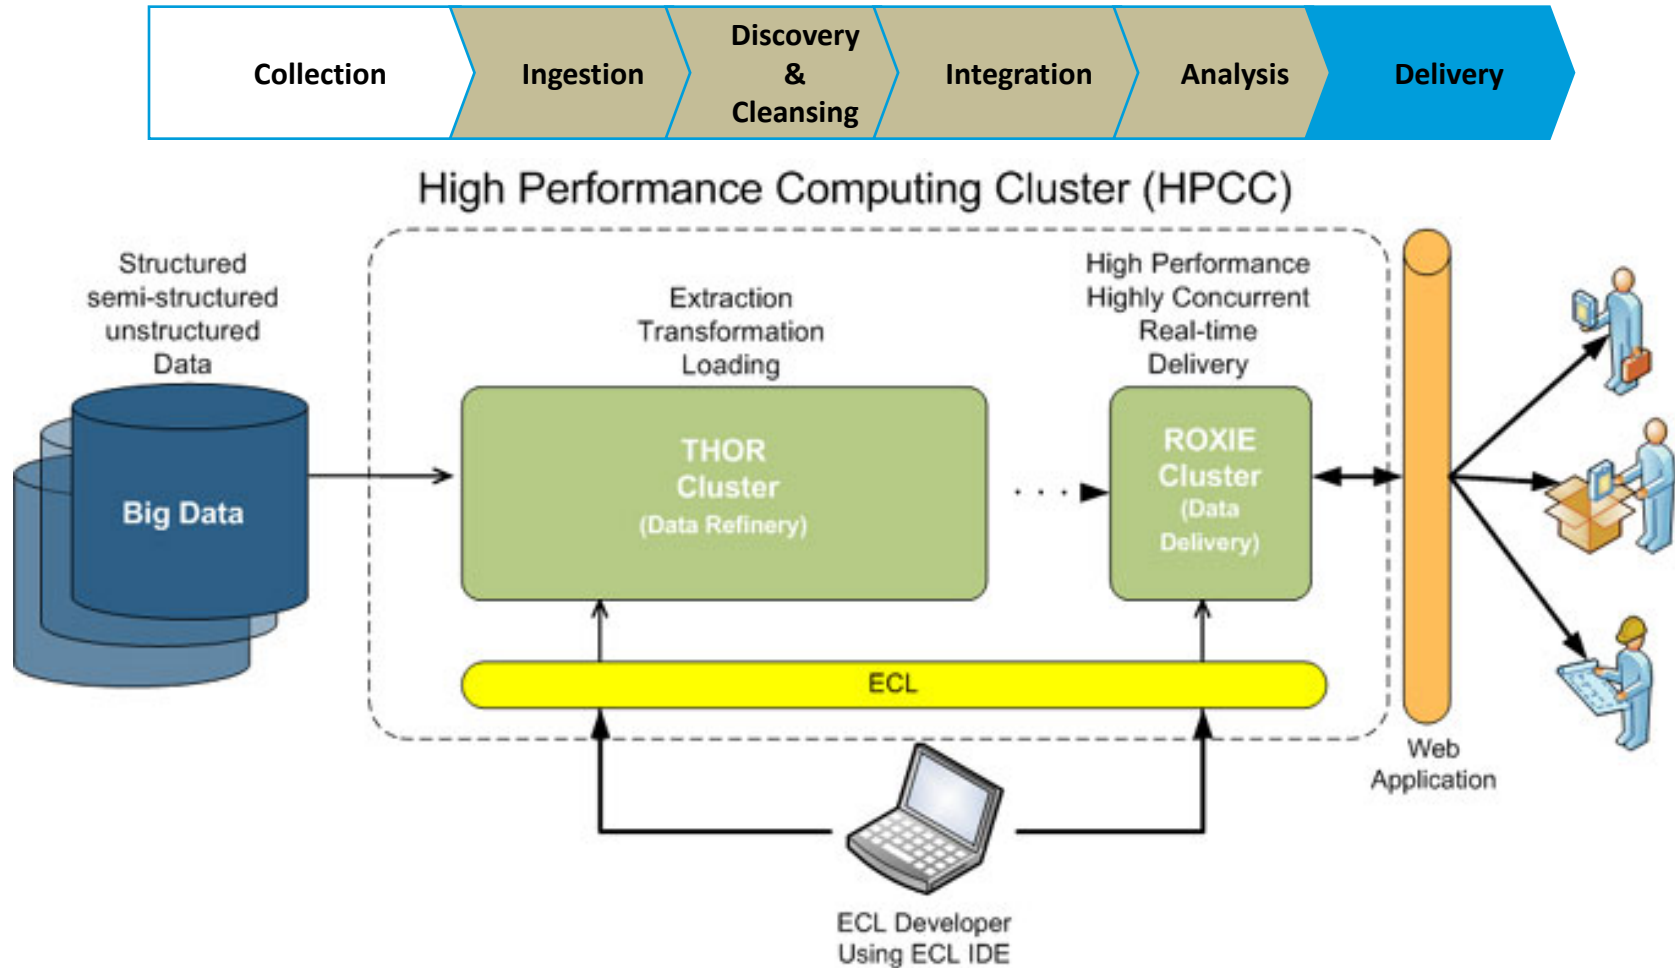 Collection
Ingestion
Discovery
&
Cleansing
Integration
Analysis
Delivery
High Performance Computing Cluster (HPCC)
Structured
semi-structured
unstructured
Data
Big Data
Extraction
Transformation
Loading
THOR
Cluster
(Data Refinery)
High Performance
Highly Concurrent
Real-time
Delivery
ROXIE
Cluster
(Data
Delivery)
ECL
Web
Application
ECL Developer
Using ECL IDE